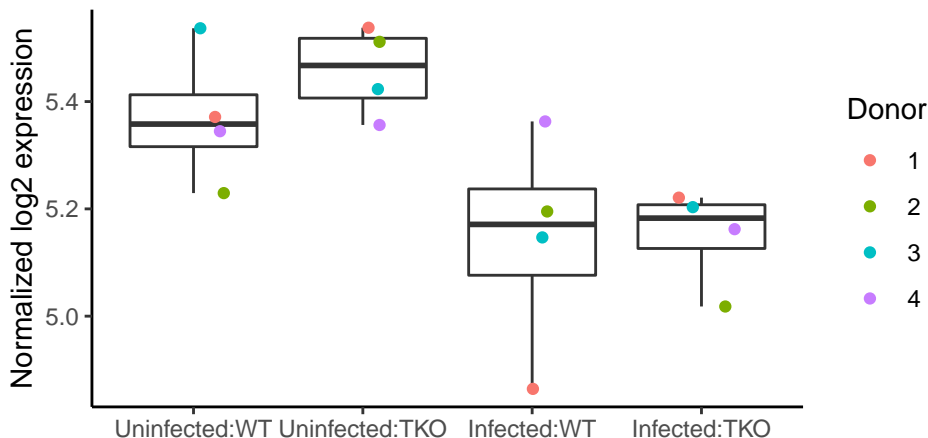 Normalized log2 expression
5.4
5.2
5.0
Uninfected:WT Uninfected:TKO Infected:WT Infected:TKO
Donor
1
2
3
4